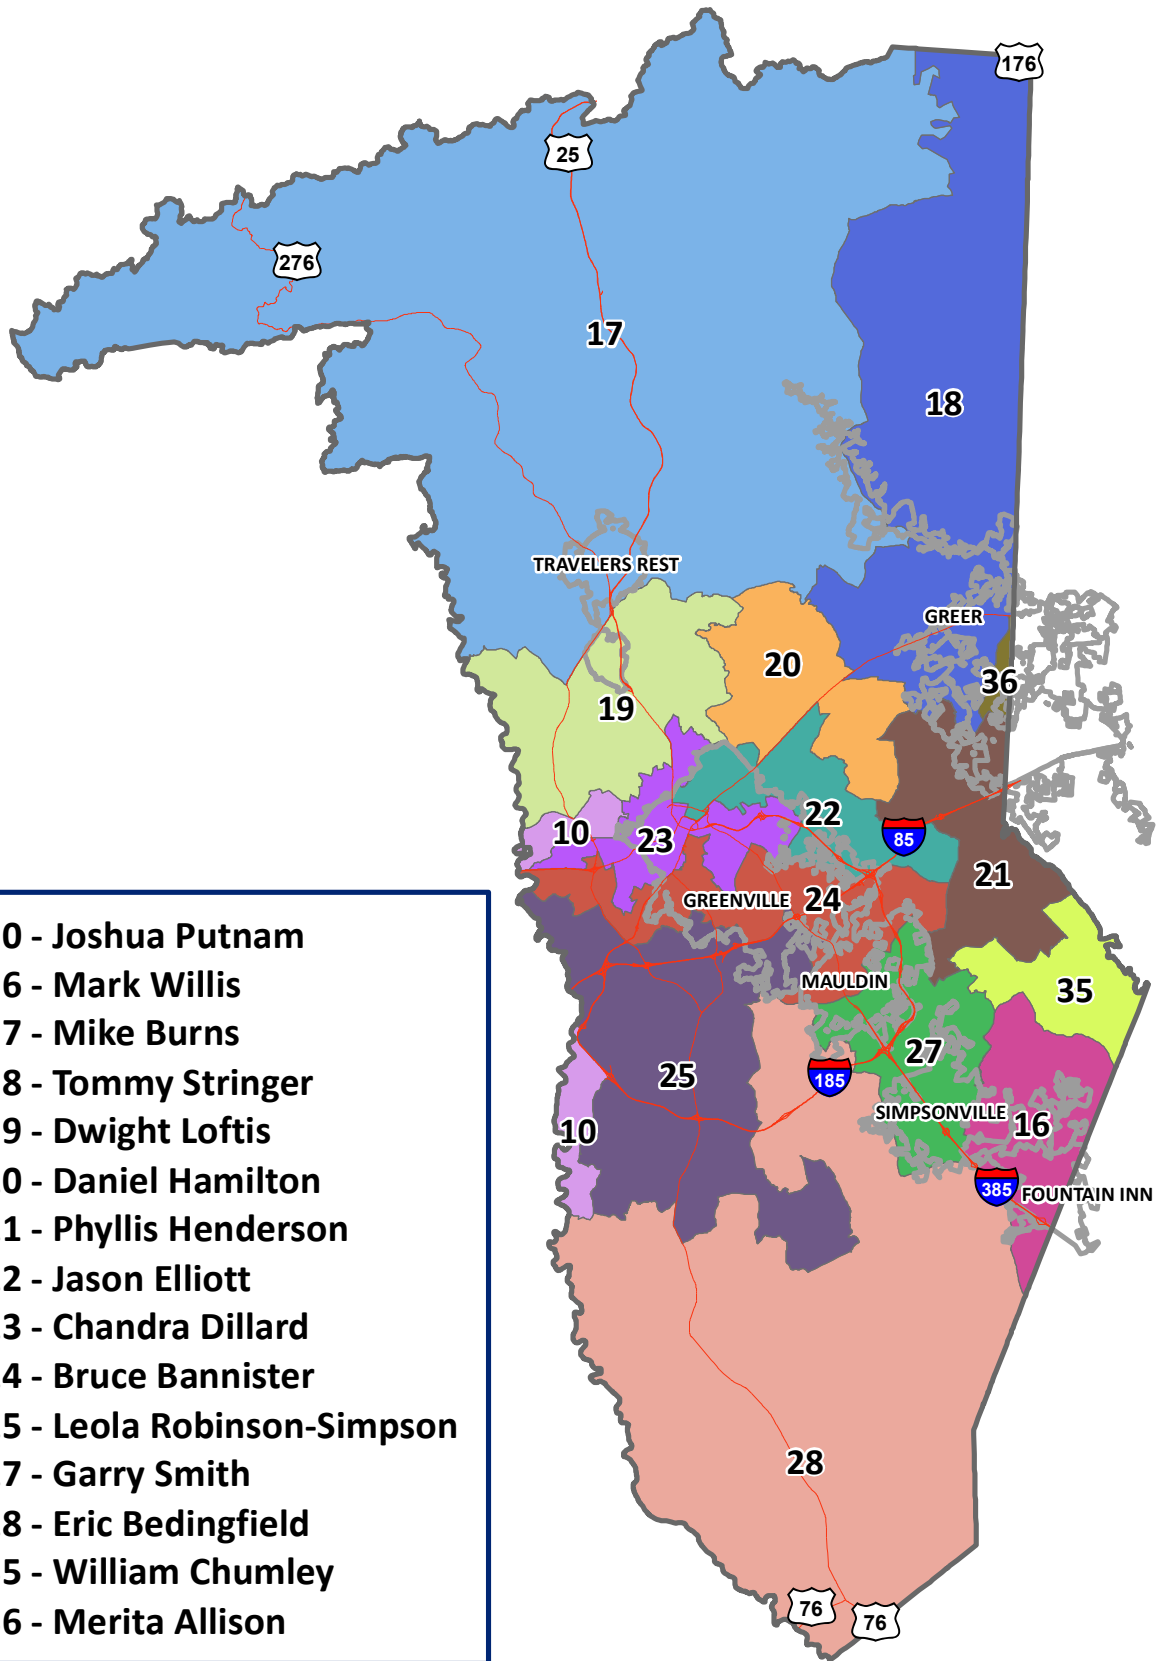 176
25
276
17
18
TRAVELERS REST
GREER
20
36
19
22
10
23
85
21
GREENVILLE
24
MAULDIN
35
27
25
185
SIMPSONVILLE
16
10
385
FOUNTAIN INN
28
76
76
0 - Joshua Putnam
6 - Mark Willis
7 - Mike Burns
8 - Tommy Stringer
9 - Dwight Loftis
0 - Daniel Hamilton
1 - Phyllis Henderson
2 - Jason Elliott
3 - Chandra Dillard
4 - Bruce Bannister
5 - Leola Robinson-Simpson
7 - Garry Smith
8 - Eric Bedingfield
5 - William Chumley
6 - Merita Allison